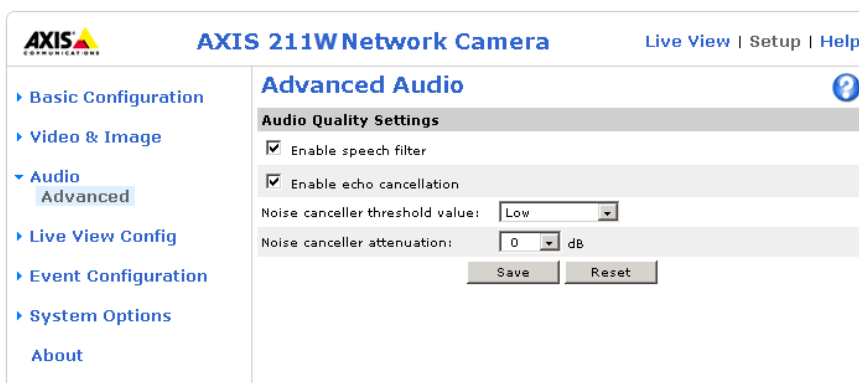 AXIS
COMMUNICATIONS
AXIS 211W Network Camera
Live View | Setup | Help
Basic Configuration
Video & Image
Audio
Advanced
Live View Config
Event Configuration
System Options
About
Advanced Audio
?
Audio Quality Settings
Enable speech filter
Enable echo cancellation
Noise canceller threshold value: Low
Noise canceller attenuation: 0 dB
Save Reset